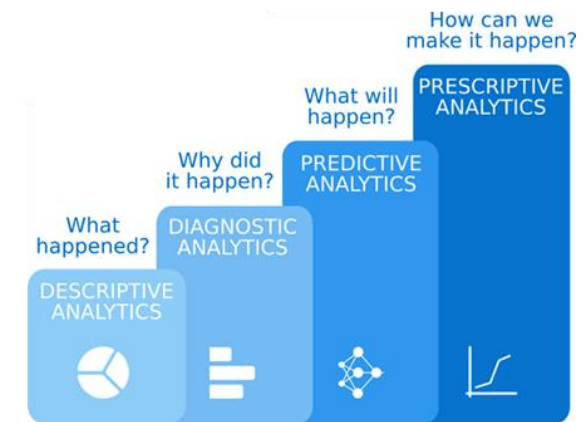 What
happened?
DESCRIPTIVE
ANALYTICS
Why did
it happen?
DIAGNOSTIC
ANALYTICS
What will
happen?
PREDICTIVE
ANALYTICS
How can we
make it happen?
PRESCRIPTIVE
ANALYTICS